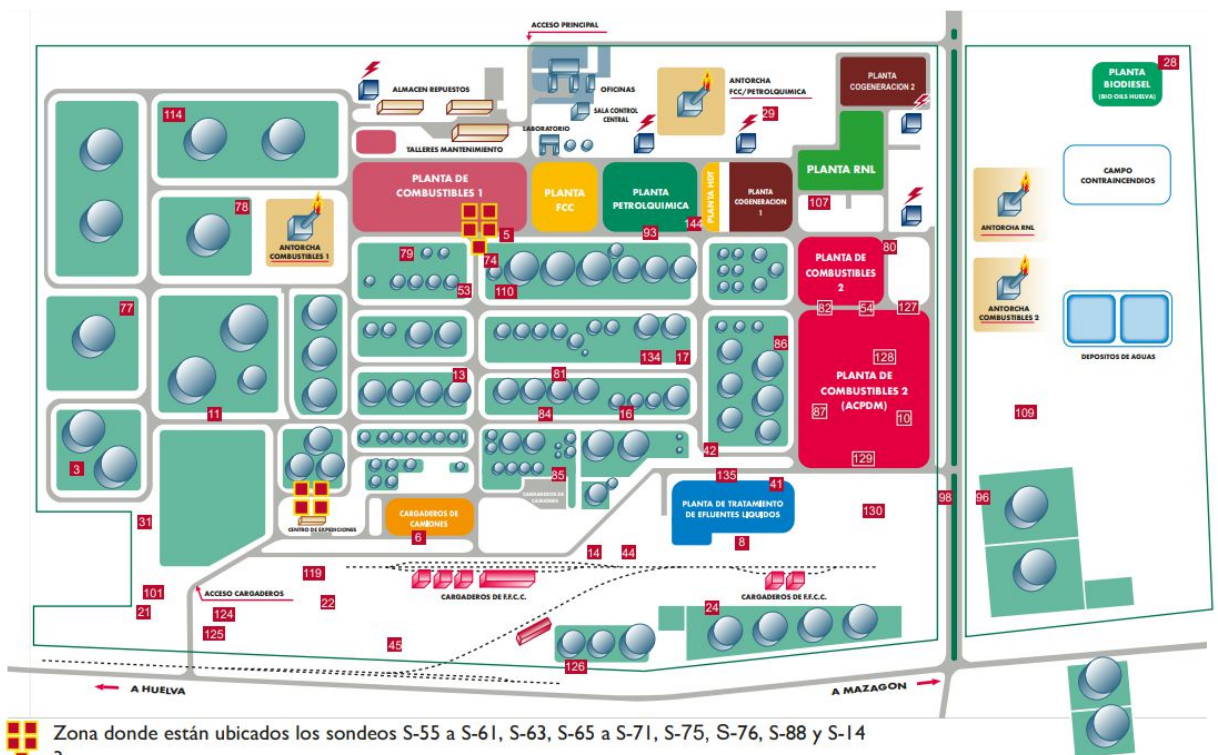 ACCESO PRINCIPAL
ALMACEN REPUESTOS
OFICINAS
SALA CONTROL
CENTRAL
ANTORCHA
FCC/PETROLQUIMICA
29
PLANTA
COGENERACION 2
PLANTA
BIODIESEL
(BIO OILS HUELVA)
28
114
LABORATORIO
TALLERES MANTENIMIENTO
PLANTA DE
COMBUSTIBLES 1
PLANTA
FCC
PLANTA
PETROLQUIMICA
PLANTA HDT
PLANTA
COGENERACION
1
PLANTA RNL
CAMPO
CONTRAINCENDIOS
78
107
144
93
5
ANTORCHA
COMBUSTIBLES 1
ANTORCHA RNL
79
74
53
110
PLANTA DE
COMBUSTIBLES
2
80
77
82
54
127
ANTORCHA
COMBUSTIBLES 2
DEPOSITOS DE AGUAS
134
17
86
128
13
81
PLANTA DE
COMBUSTIBLES 2
(ACPDM)
11
84
16
87
10
109
3
42
129
85
CARGADEROS DE
CAMIONES
135
41
98
96
31
CENTRO DE EXPEDICIONES
CARGADEROS DE
CAMIONES
6
PLANTA DE TRATAMIENTO
DE EFLUENTES LIQUIDOS
130
8
14
44
119
101
ACCESO CARGADEROS
CARGADEROS DE F.F.C.C.
CARGADEROS DE F.F.C.C.
21
124
22
24
125
45
126
A HUELVA
A MAZAGON
Zona donde están ubicados los sondeos S-55 a S-61, S-63, S-65 a S-71, S-75, S-76, S-88 y S-14